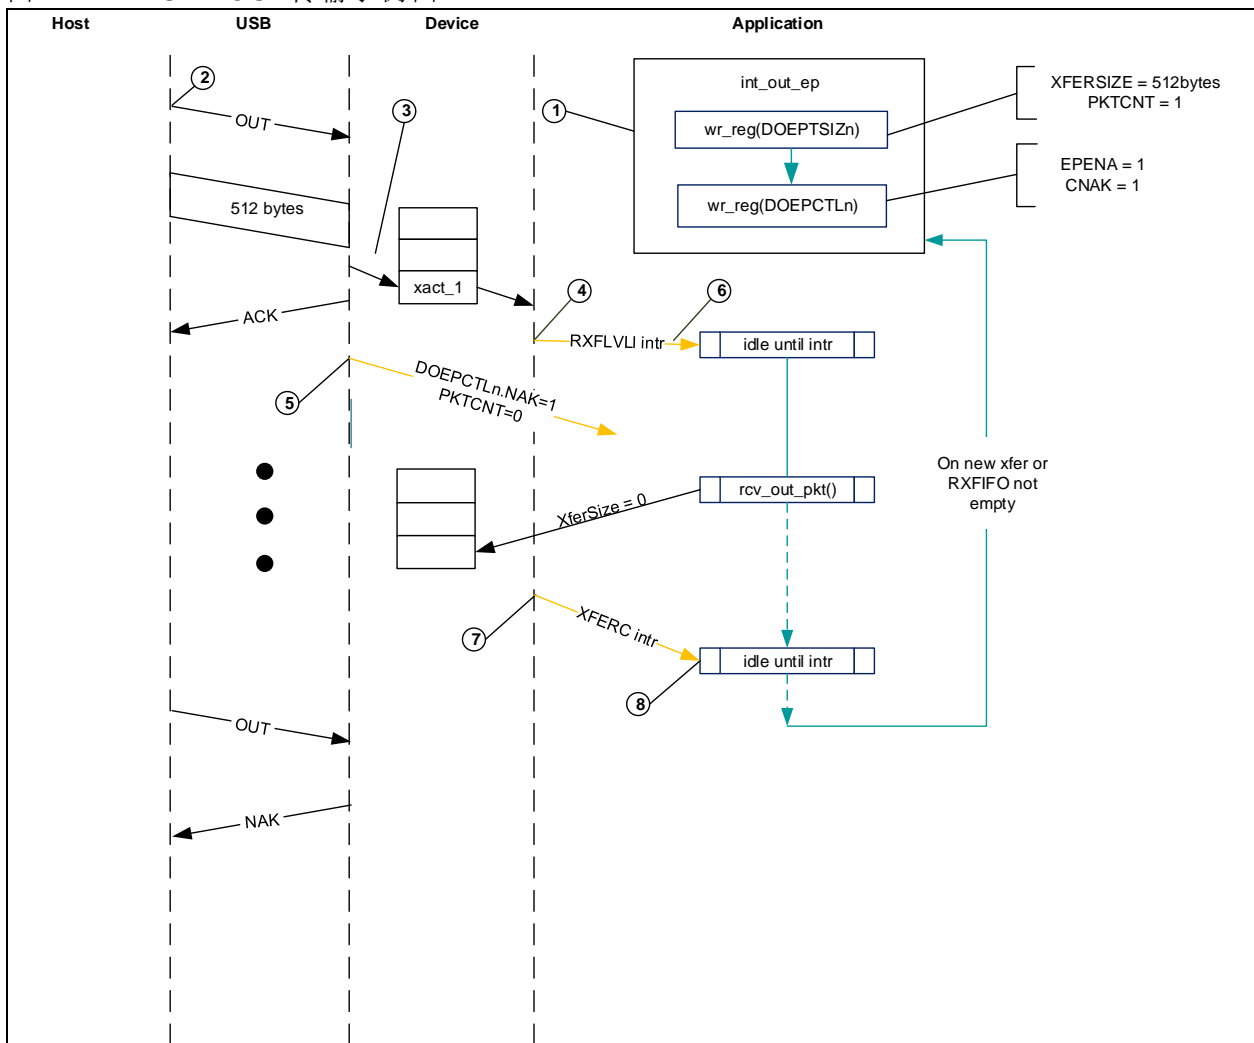 Host
USB
Device
Application
2
OUT
3
1
int_out_ep
wr_reg(DOEPTSIZn)
wr_reg(DOEPCTLn)
XFERSIZE = 512bytes
PKTCNT = 1
EPENA = 1
CNAK = 1
512 bytes
xact_1
ACK
4
6
RXFLVLI intr
idle until intr
5
DOEPCTLn.NAK=1
PKTCNT=0
On new xfer or
RXFIFO not
empty
rcv_out_pkt()
XferSize = 0
7
XFERC intr
idle until intr
8
OUT
NAK